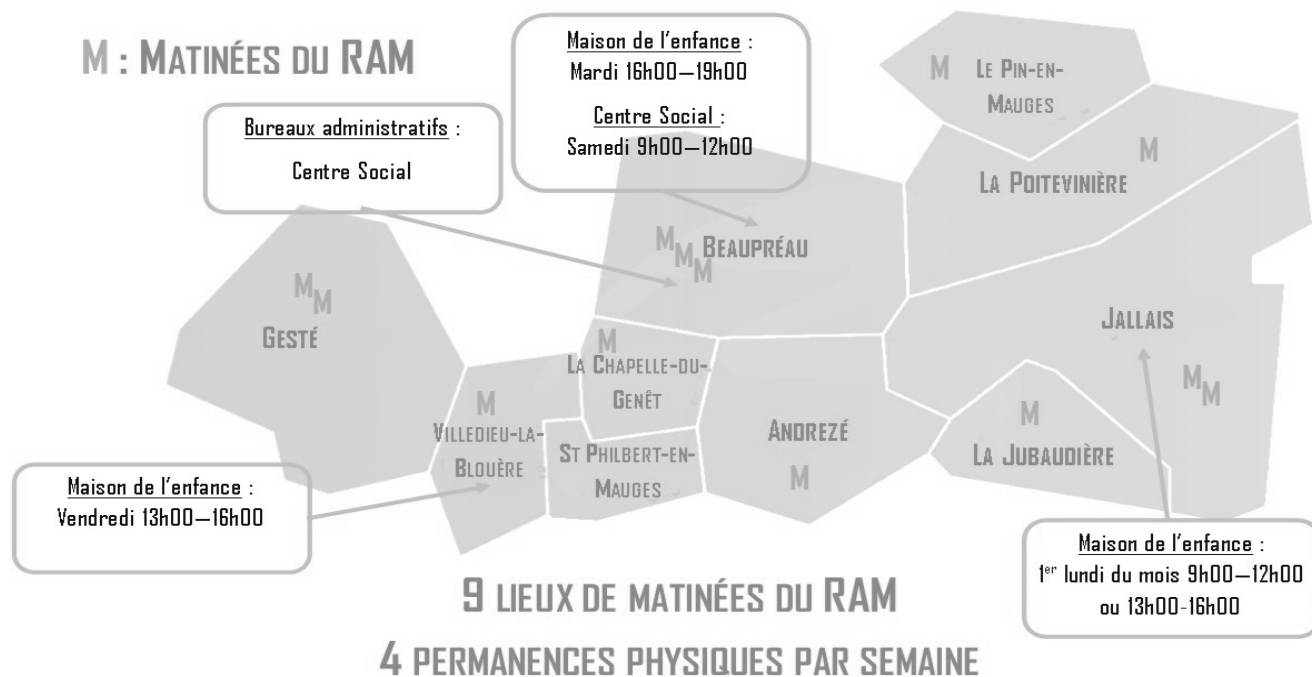 M : Matinées du RAM
Maison de l'enfance :
Mardi 16h00—19h00
Centre Social :
Samedi 9h00—12h00
Bureaux administratifs :
Centre Social
M
Le Pin-en-
Mauges
M
La Poitevinière
M
M
M
Beaupréau
M
M
Gesté
Jallais
M
M
M
La Chapelle-du-
Genêt
M
Villedieu-la-
Blouère
St Philbert-en-
Mauges
Andrezé
M
M
La Jubaudière
Maison de l'enfance :
Vendredi 13h00—16h00
Maison de l'enfance :
1er lundi du mois 9h00—12h00
ou 13h00-16h00
9 lieux de matinées du RAM
4 permanences physiques par semaine